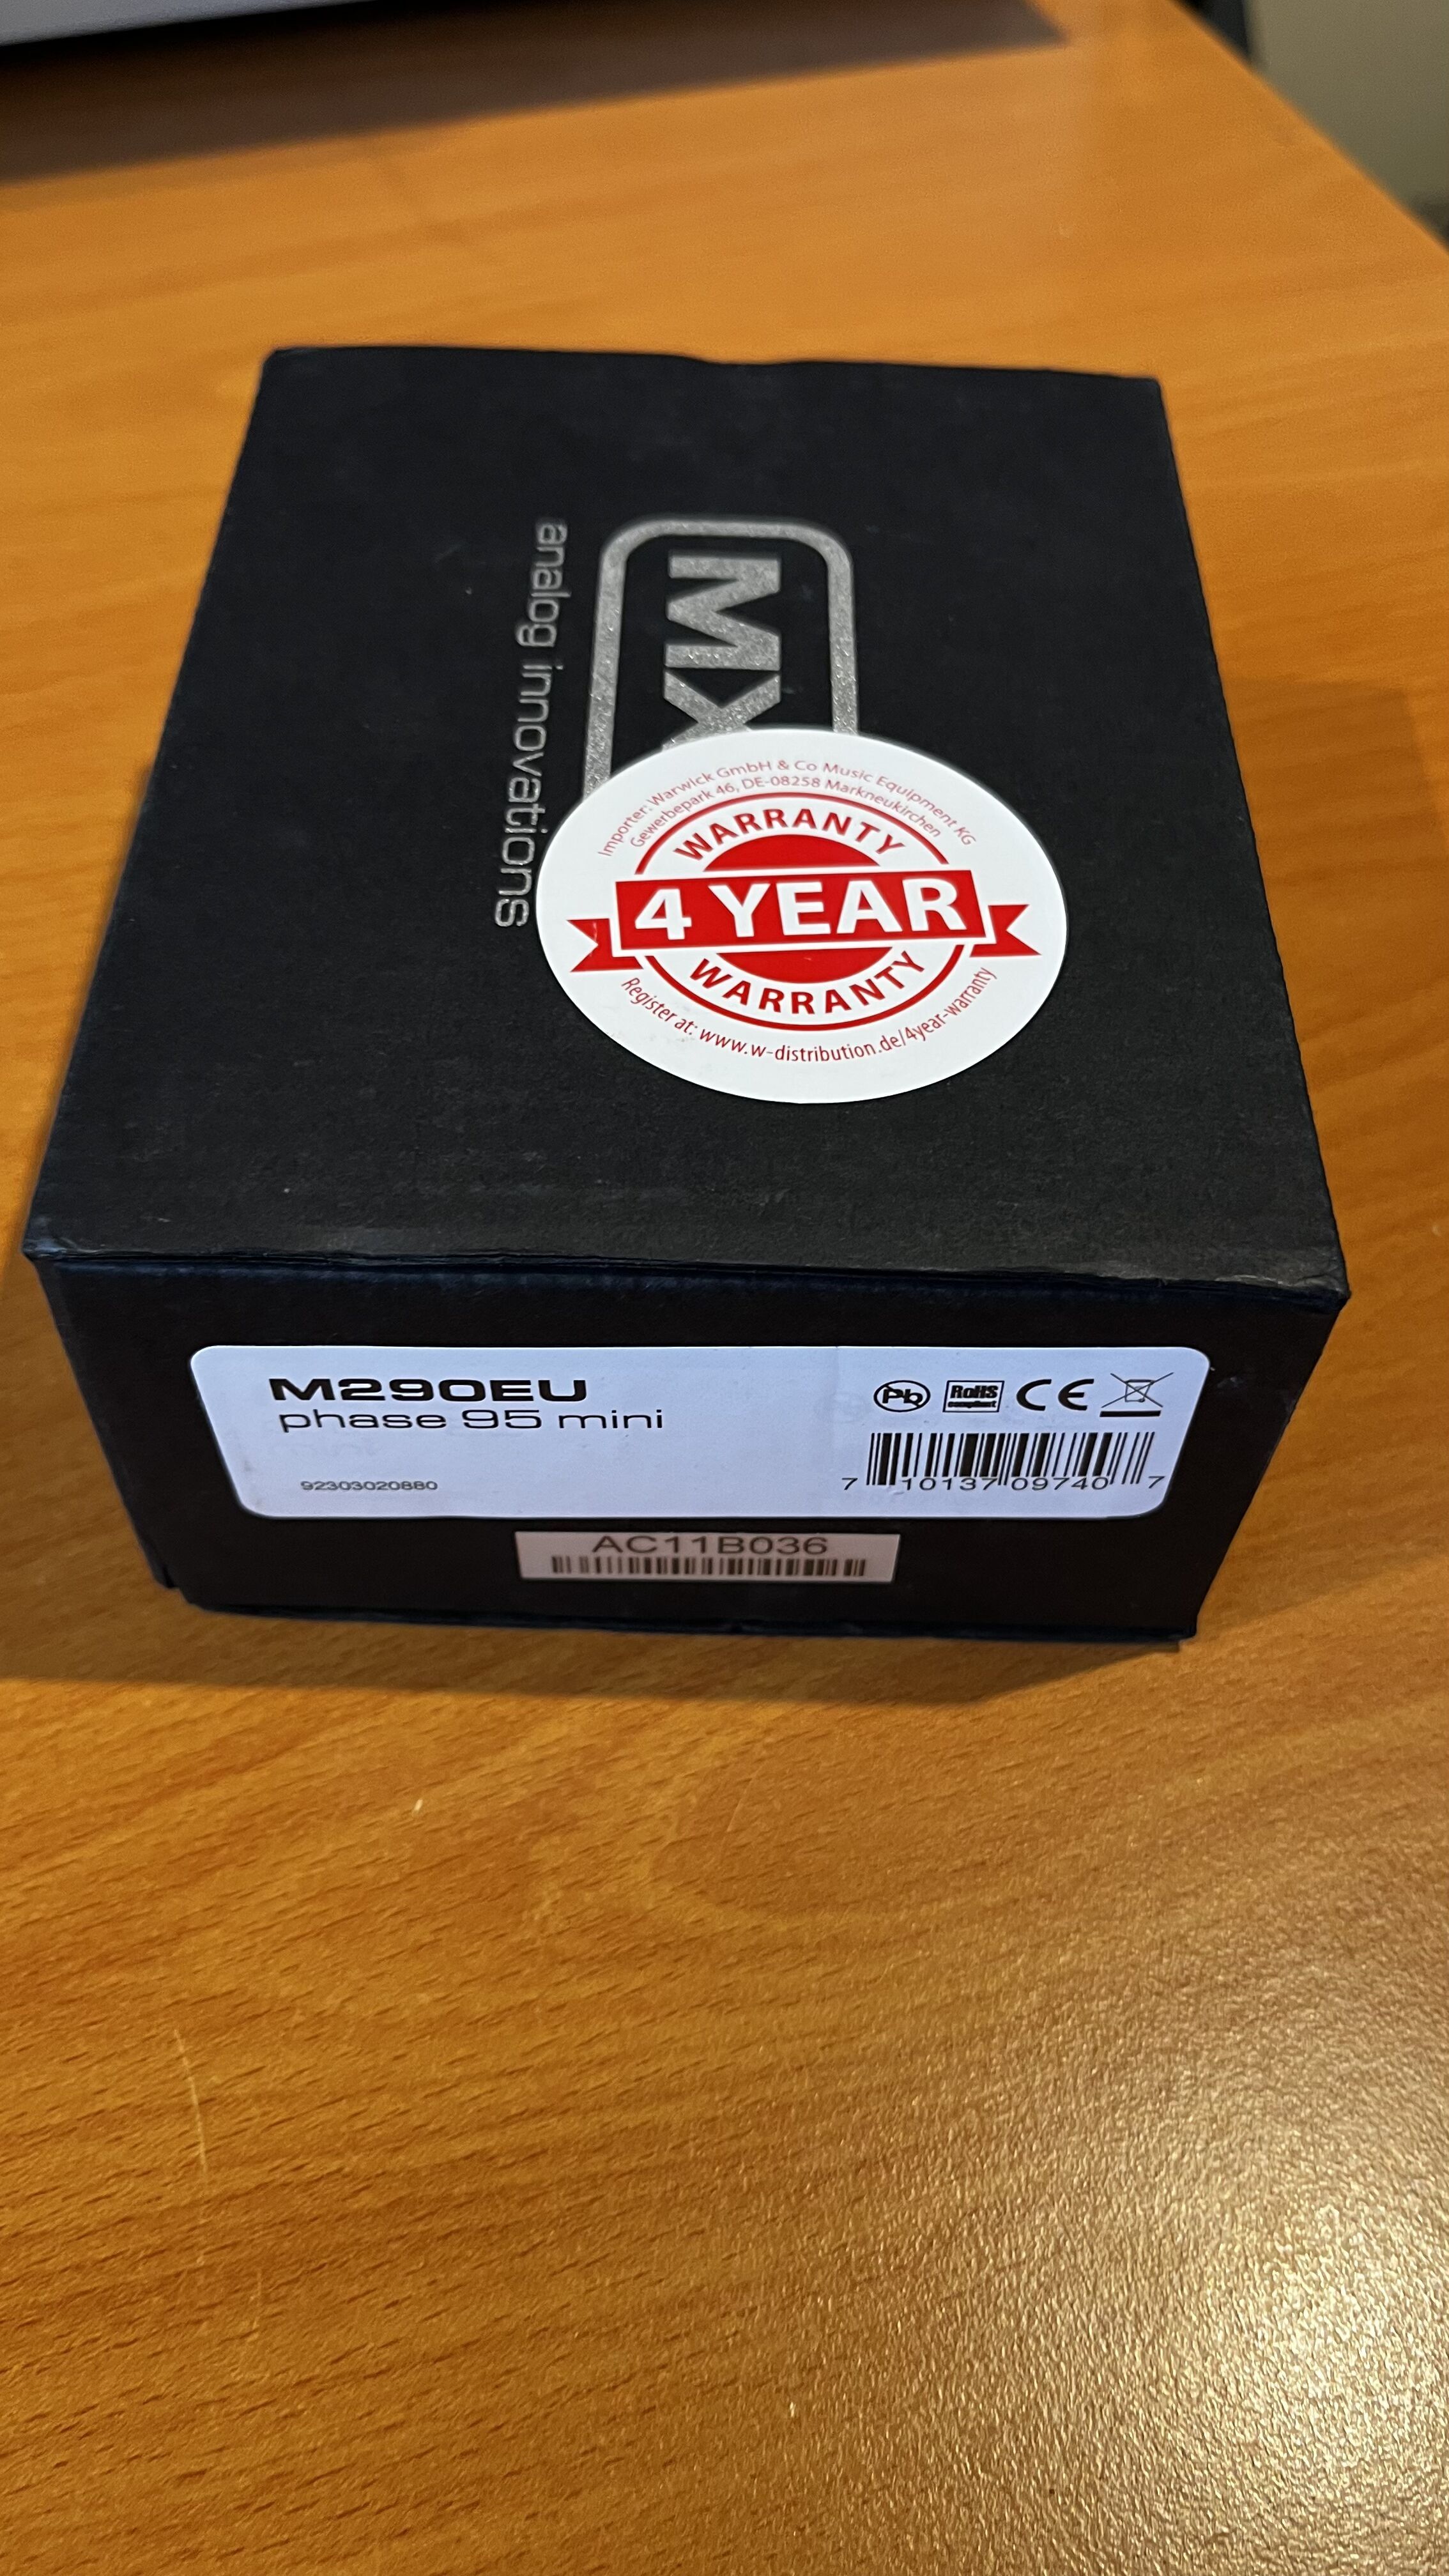 MX
analog innovations
Importer: Warwick GmbH & Co Music Equipment KG
Gewerbepark 46, DE-08258 Markneukirchen
WARRANTY
4 YEAR
WARRANTY
Register at: www.w-distribution.de/4year-warranty
M290EU
phase 95 mini
Pb
RoHS
compliant
CE
92303020880
7 10137 09740 7
AC11B036